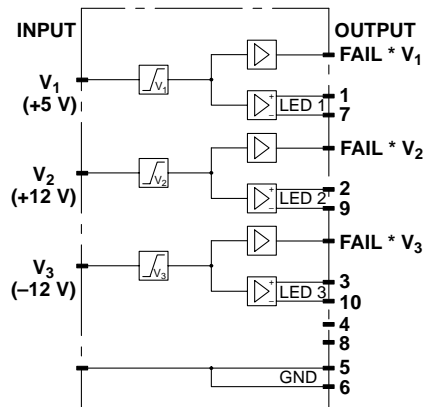 INPUT OUTPUT
FAIL * V1
V1
(+5 V)
V1
1
LED 1
7
FAIL * V2
V2
(+12 V)
V2
2
LED 2
9
FAIL * V3
V3
(–12 V)
V3
3
LED 3
10
4
8
5
GND
6